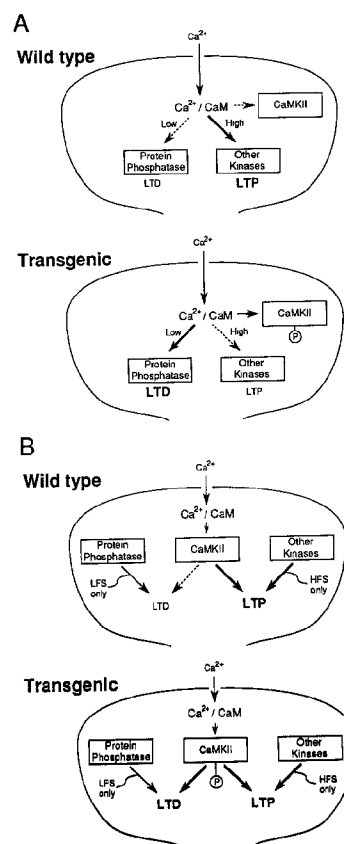 A
Ca2+
Wild type
Ca2+ / CaM
CaMKII
Low
High
Protein
Phosphatase
Other
Kinases
LTD
LTP
Ca2+
Transgenic
Ca2+ / CaM
CaMKII
P
Low
High
Protein
Phosphatase
Other
Kinases
LTD
LTP
B
Ca2+
Wild type
Ca2+ / CaM
Protein
Phosphatase
CaMKII
Other
Kinases
LFS
only
HFS
only
LTD
LTP
Ca2+
Transgenic
Ca2+ / CaM
Protein
Phosphatase
CaMKII
Other
Kinases
P
LFS
only
HFS
only
LTD
LTP